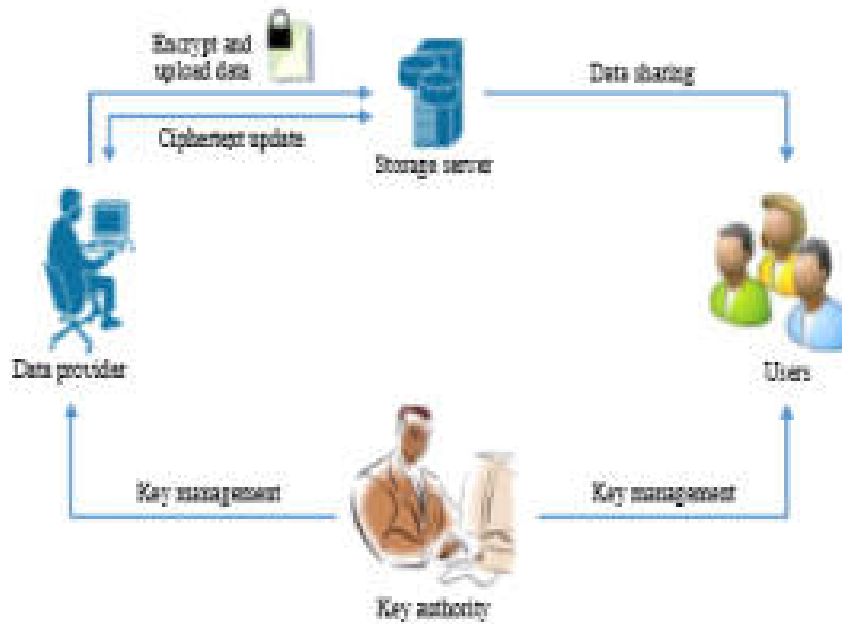 Encrypt and
upload data
Data sharing
Ciphertext update
Storage server
Data provider
Users
Key management
Key management
Key authority